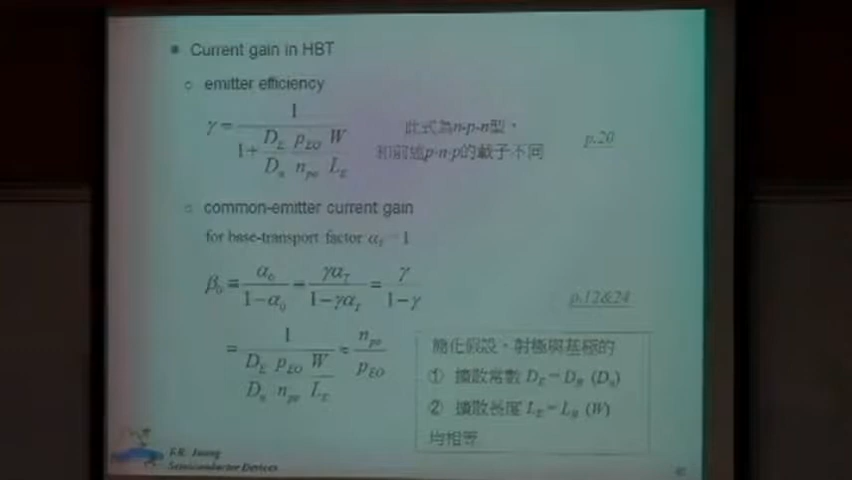 Current gain in HBT
emitter efficiency
γ = 1 / (1 + (D_E/D_n)(p_EO/n_po)(W/L_E))
此式為n-p-n型，
和前述p-n-p的載子不同
p.20
common-emitter current gain
for base-transport factor α_T = 1
β_0 ≡ α_0/(1−α_0) = γα_T/(1−γα_T) = γ/(1−γ)
p.12&24
= 1 / ((D_E/D_n)(p_EO/n_po)(W/L_E)) ≈ n_po/p_EO
簡化假設，射極與基極的
① 擴散常數 D_E = D_B (D_n)
② 擴散長度 L_E = L_B (W)
均相等
F.R. Juang
Semiconductor Devices